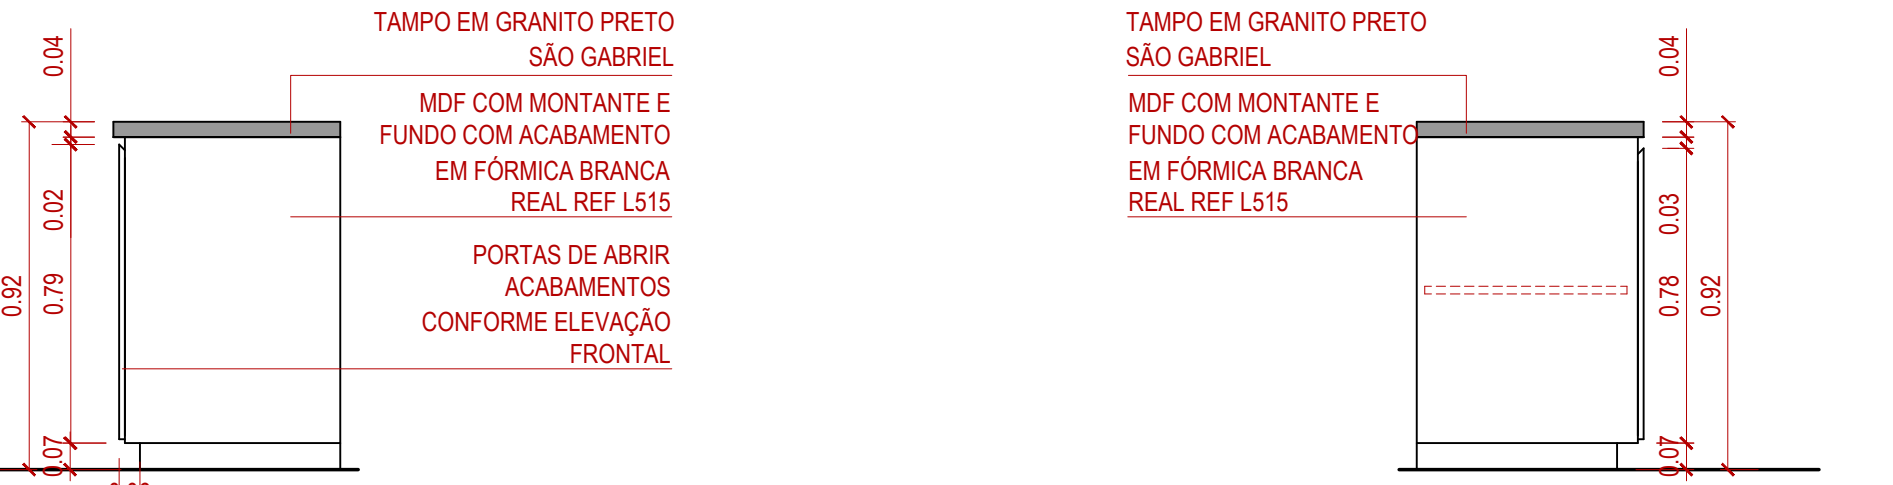 TAMPO EM GRANITO PRETO
SÃO GABRIEL
MDF COM MONTANTE E
FUNDO COM ACABAMENTO
EM FÓRMICA BRANCA
REAL REF L515
PORTAS DE ABRIR
ACABAMENTOS
CONFORME ELEVAÇÃO
FRONTAL
0.04
0.02
0.79
0.92
0.07
TAMPO EM GRANITO PRETO
SÃO GABRIEL
MDF COM MONTANTE E
FUNDO COM ACABAMENTO
EM FÓRMICA BRANCA
REAL REF L515
0.04
0.03
0.78
0.92
0.07